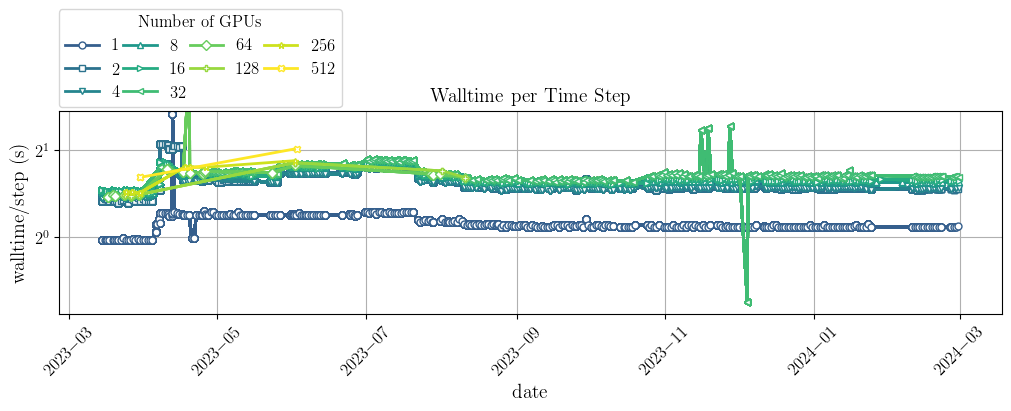 Number of GPUs
1 8 64 256
2 16 128 512
4 32
Walltime per Time Step
walltime/step (s)
2^1
2^0
2023−03
2023−05
2023−07
2023−09
2023−11
2024−01
2024−03
date